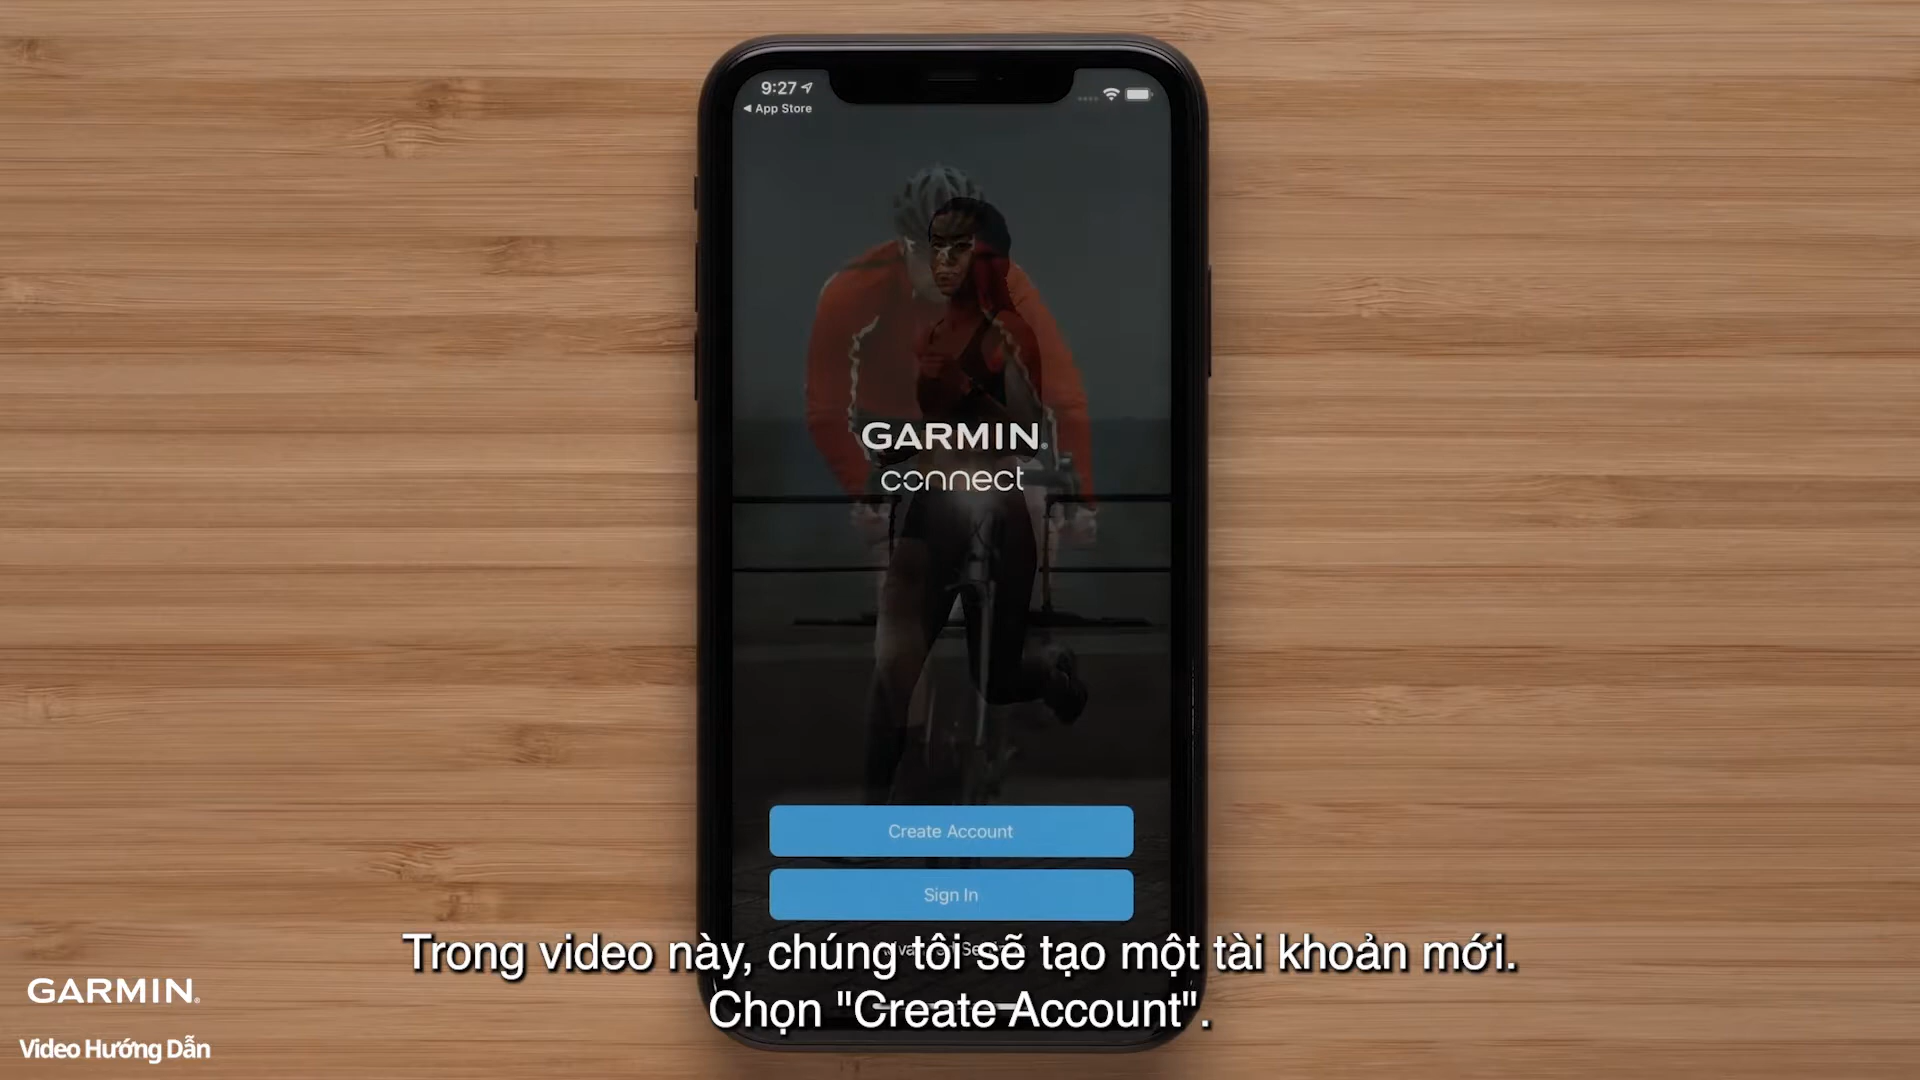 9:27
◀ App Store
GARMIN®
connect
Create Account
Sign In
Trong video này, chúng tôi sẽ tạo một tài khoản mới.
Chọn "Create Account".
GARMIN®
Video Hướng Dẫn